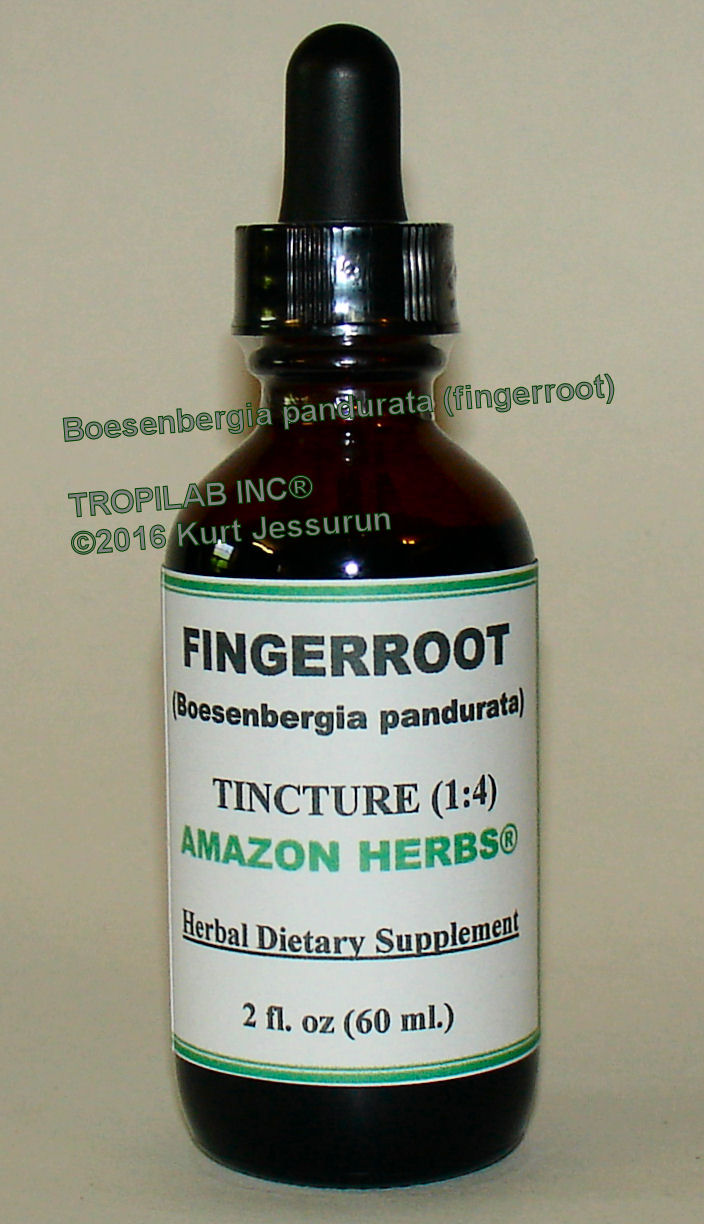 Boesenbergia pandurata (fingerroot)
TROPILAB INC®
©2016 Kurt Jessurun
FINGERROOT
(Boesenbergia pandurata)
TINCTURE (1:4)
AMAZON HERBS®
Herbal Dietary Supplement
2 fl. oz (60 ml.)